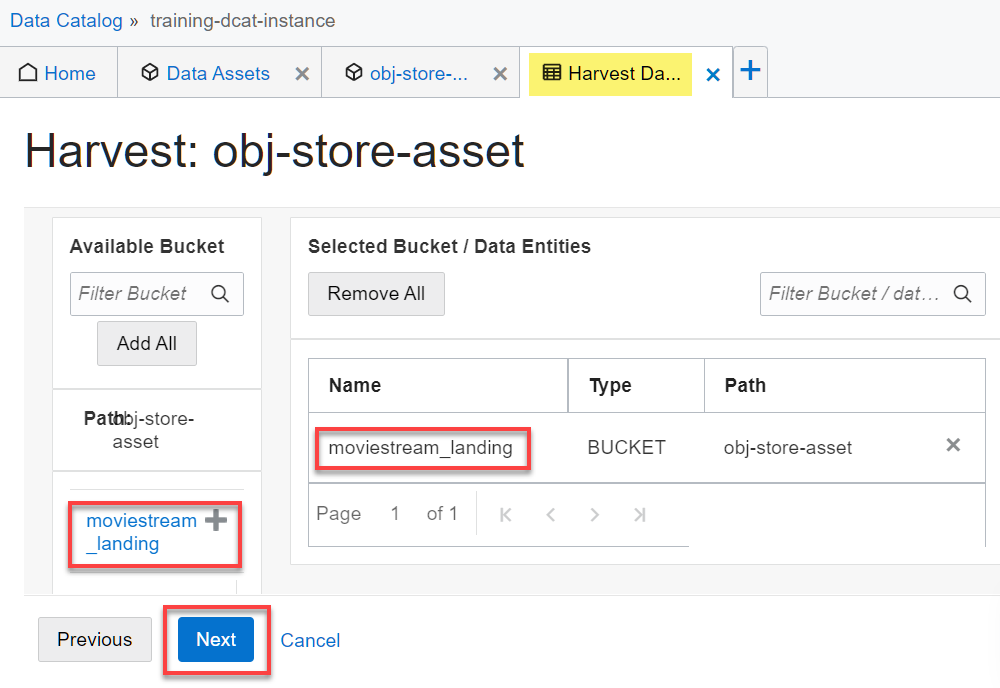 Data Catalog » training-dcat-instance
Home Data Assets obj-store-... Harvest Da...
Harvest: obj-store-asset
Available Bucket
Filter Bucket
Add All
Path: obj-store-
asset
moviestream
_landing
Selected Bucket / Data Entities
Remove All
Filter Bucket / dat...
Name Type Path
moviestream_landing BUCKET obj-store-asset
Page 1 of 1
Previous Next Cancel